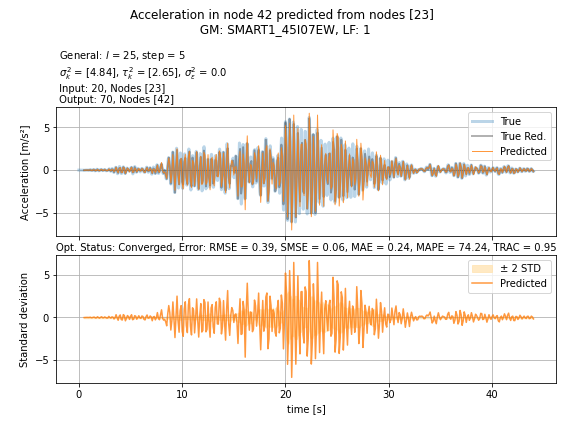 Acceleration in node 42 predicted from nodes [23]
GM: SMART1_45I07EW, LF: 1
General: l = 25, step = 5
σ²ₖ = [4.84], τ²ₖ = [2.65], σ²ε = 0.0
Input: 20, Nodes [23]
Output: 70, Nodes [42]
Acceleration [m/s²]
5
0
−5
True
True Red.
Predicted
Opt. Status: Converged, Error: RMSE = 0.39, SMSE = 0.06, MAE = 0.24, MAPE = 74.24, TRAC = 0.95
Standard deviation
5
0
−5
± 2 STD
Predicted
0 10 20 30 40
time [s]